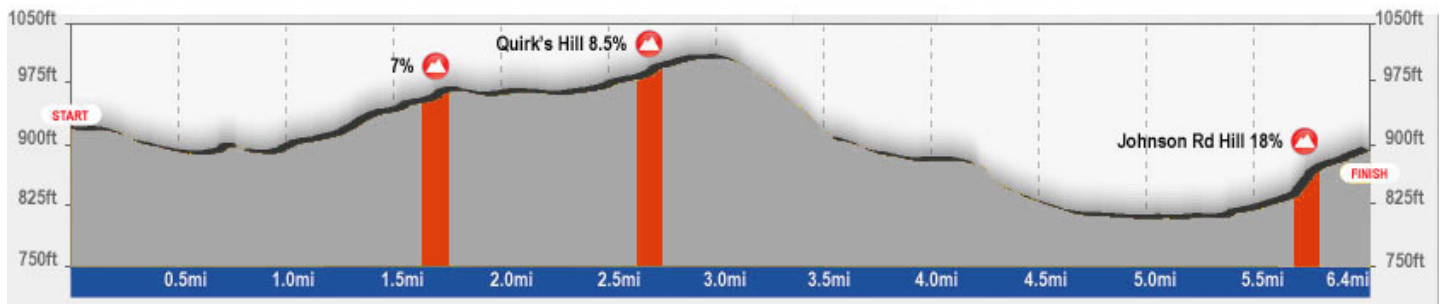 1050ft
1050ft
Quirk's Hill 8.5%
7%
975ft
975ft
START
900ft
900ft
Johnson Rd Hill 18%
FINISH
825ft
825ft
750ft
750ft
0.5mi 1.0mi 1.5mi 2.0mi 2.5mi 3.0mi 3.5mi 4.0mi 4.5mi 5.0mi 5.5mi 6.4mi